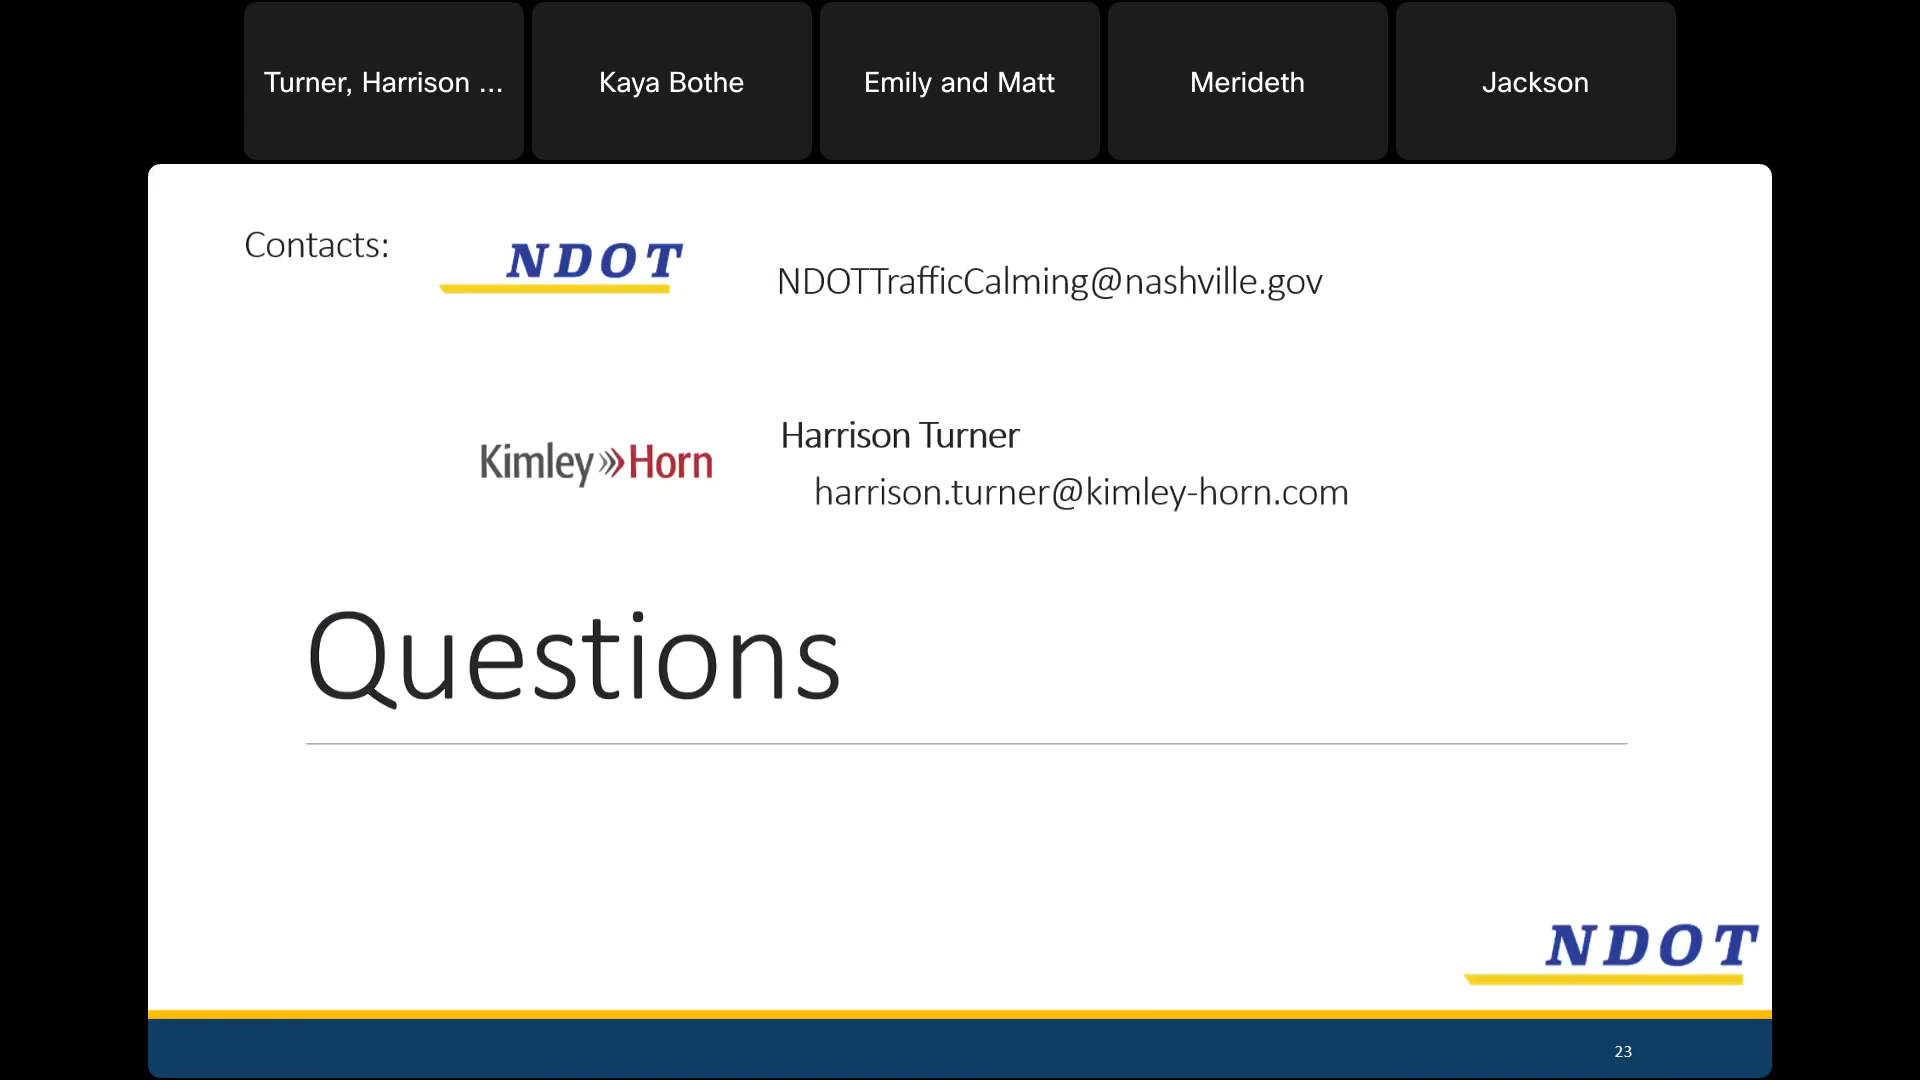 Turner, Harrison ...
Kaya Bothe
Emily and Matt
Merideth
Jackson
Contacts:
NDOT
NDOTTrafficCalming@nashville.gov
Kimley»Horn
Harrison Turner
harrison.turner@kimley-horn.com
Questions
NDOT
23